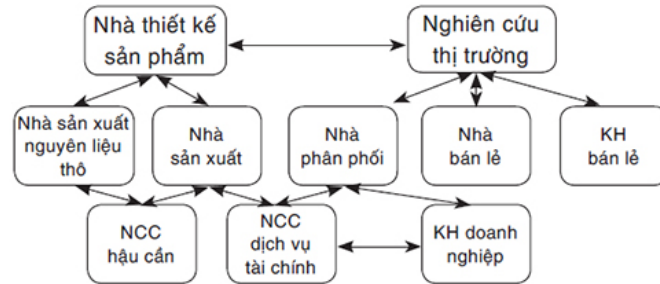 Nhà thiết kế
sản phẩm
Nghiên cứu
thị trường
Nhà sản xuất
nguyên liệu
thô
Nhà
sản xuất
Nhà
phân phối
Nhà
bán lẻ
KH
bán lẻ
NCC
hậu cần
NCC
dịch vụ
tài chính
KH doanh
nghiệp